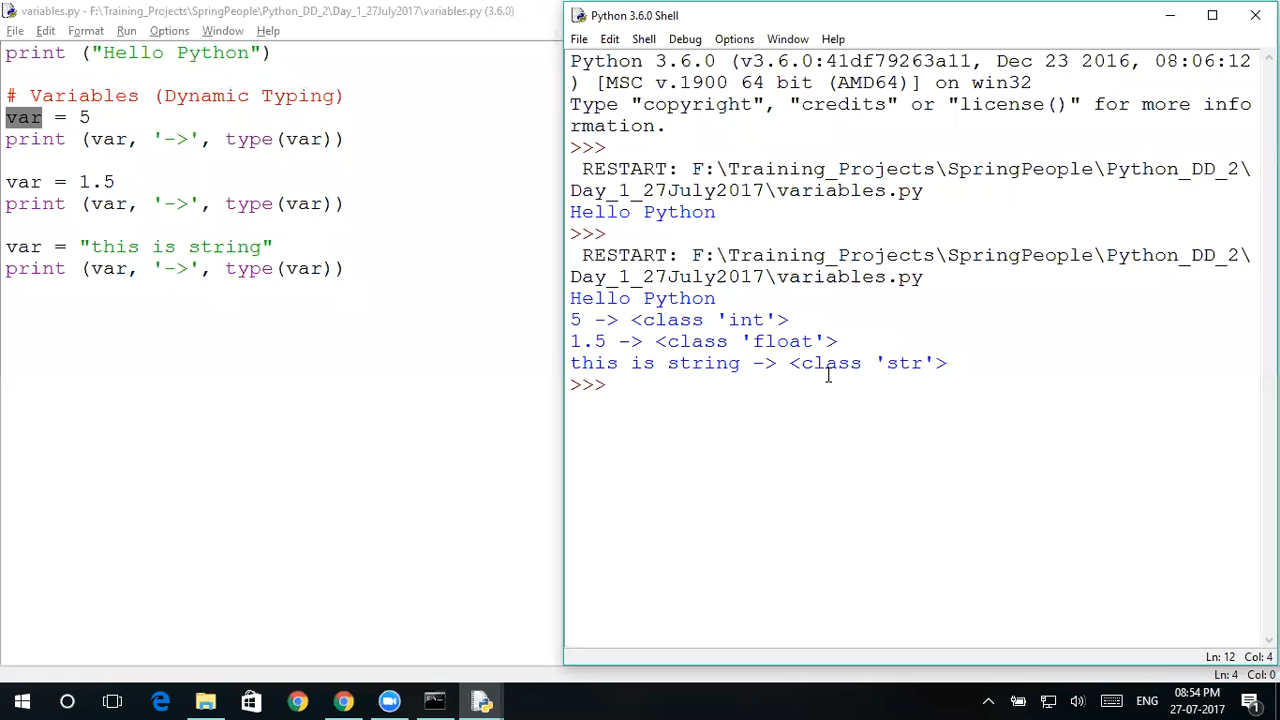 variables.py - F:\Training_Projects\SpringPeople\Python_DD_2\Day_1_27July2017\variables.py (3.6.0)
File Edit Format Run Options Window Help
print ("Hello Python")
# Variables (Dynamic Typing)
var = 5
print (var, '->', type(var))
var = 1.5
print (var, '->', type(var))
var = "this is string"
print (var, '->', type(var))
Python 3.6.0 Shell
File Edit Shell Debug Options Window Help
Python 3.6.0 (v3.6.0:41df79263a11, Dec 23 2016, 08:06:12
) [MSC v.1900 64 bit (AMD64)] on win32
Type "copyright", "credits" or "license()" for more info
rmation.
>>>
RESTART: F:\Training_Projects\SpringPeople\Python_DD_2\
Day_1_27July2017\variables.py
Hello Python
>>>
RESTART: F:\Training_Projects\SpringPeople\Python_DD_2\
Day_1_27July2017\variables.py
Hello Python
5 -> <class 'int'>
1.5 -> <class 'float'>
this is string -> <class 'str'>
>>>
Ln: 12 Col: 4
Ln: 4 Col: 0
ENG
08:54 PM
27-07-2017
1